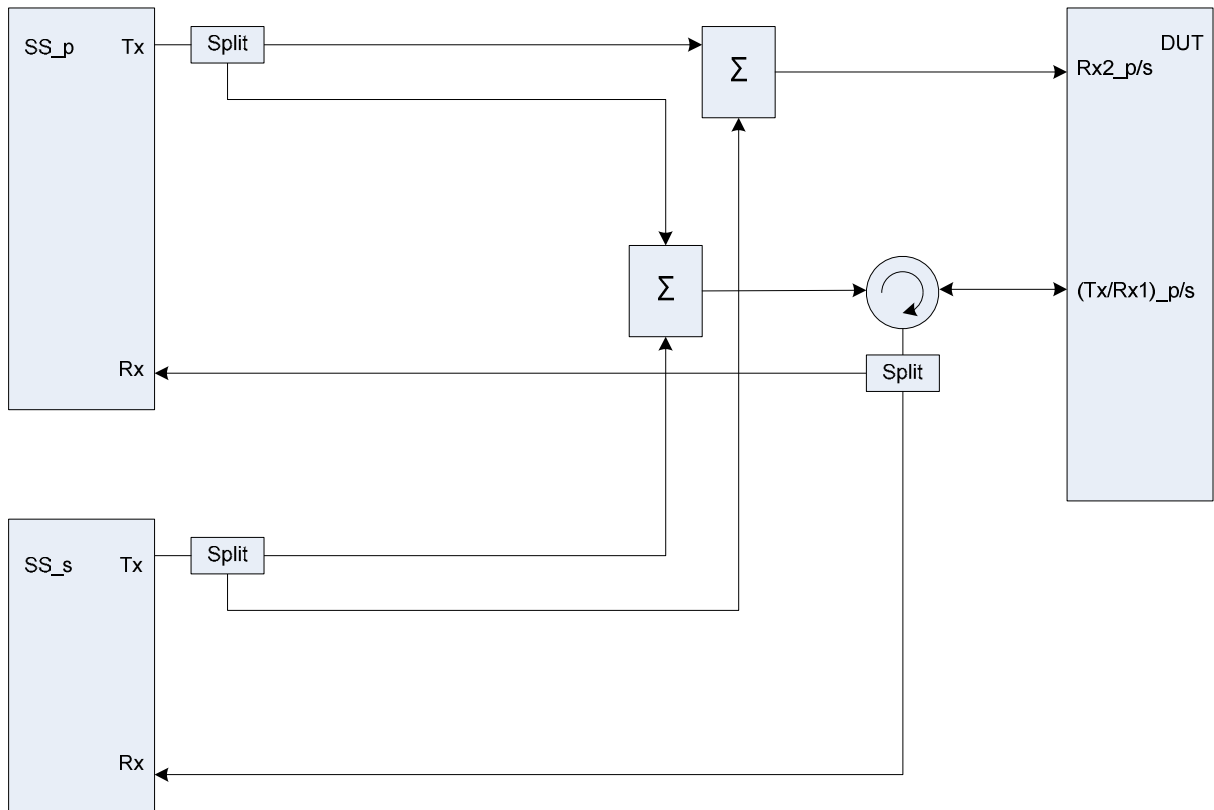 SS_p
Tx
Split
Σ
DUT
Rx2_p/s
Σ
(Tx/Rx1)_p/s
Rx
Split
SS_s
Tx
Split
Rx